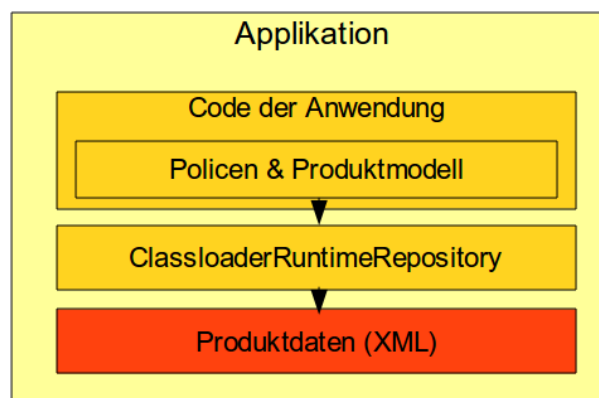 Applikation
Code der Anwendung
Policen & Produktmodell
ClassloaderRuntimeRepository
Produktdaten (XML)